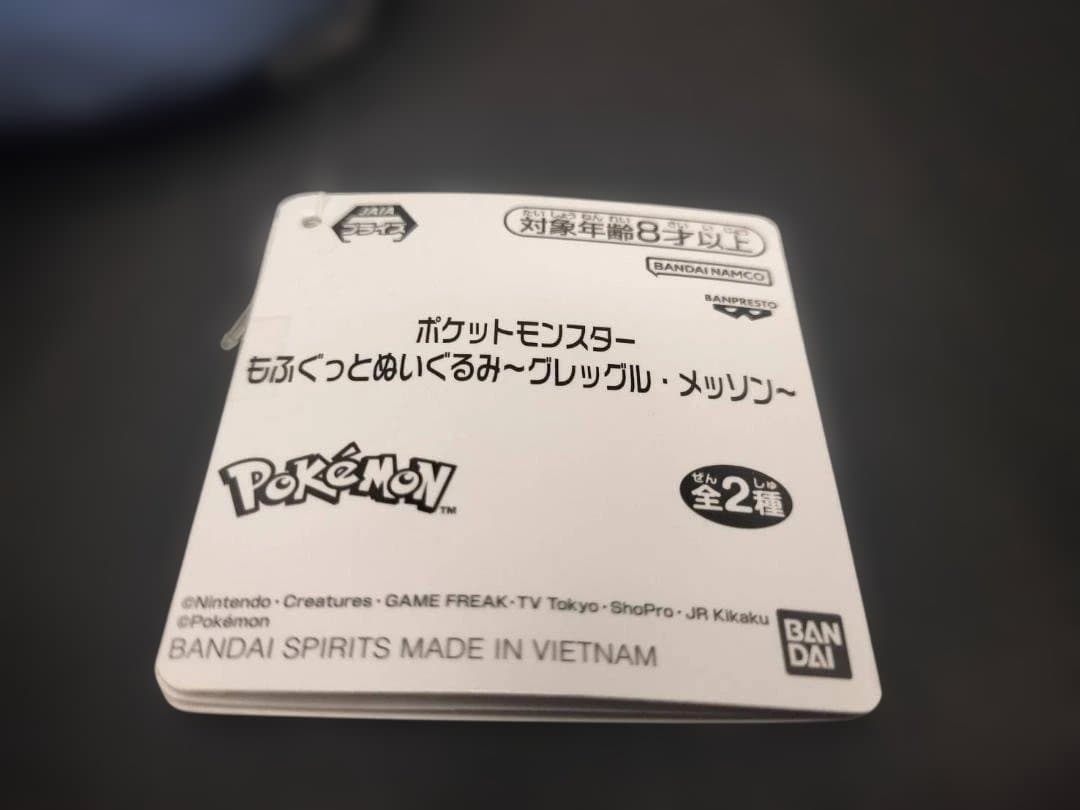 JAIA
プライズ
たいしょうねんれい さいいじょう
対象年齢8才以上
BANDAI NAMCO
BANPRESTO
ポケットモンスター
もふぐっとぬいぐるみ〜グレッグル・メッソン〜
POKéMON™
ぜん しゅ
全2種
©Nintendo・Creatures・GAME FREAK・TV Tokyo・ShoPro・JR Kikaku
©Pokémon
BANDAI SPIRITS MADE IN VIETNAM
BAN
DAI